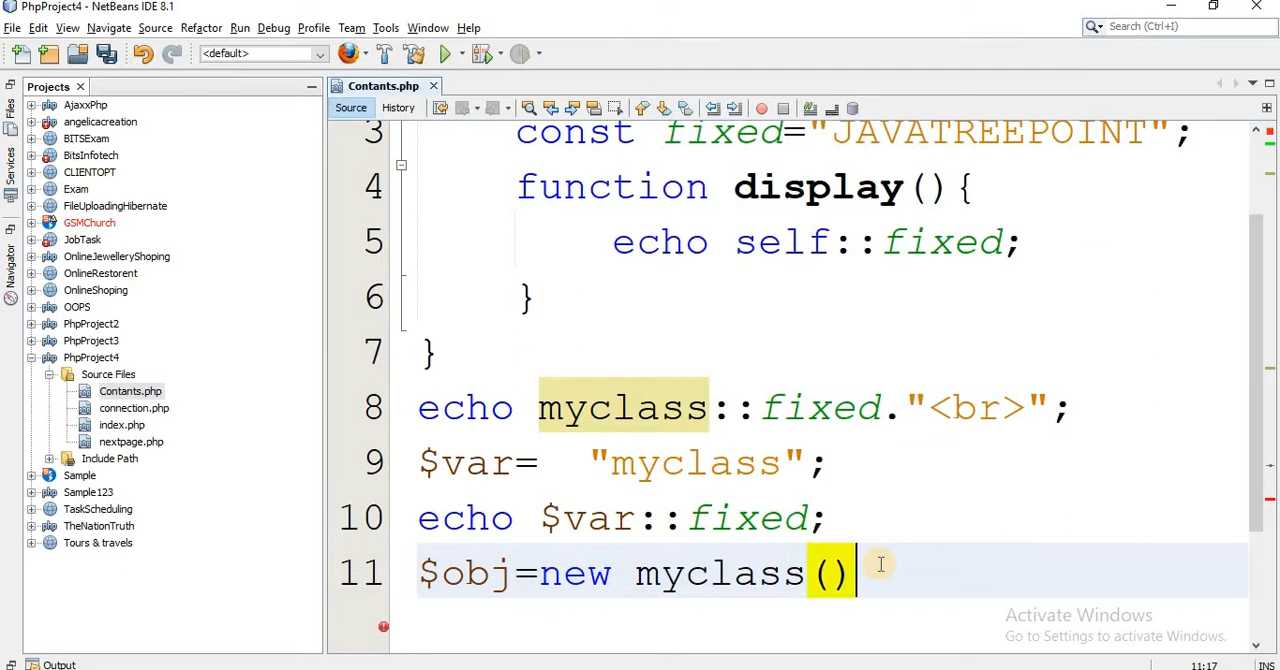 PhpProject4 - NetBeans IDE 8.1
File Edit View Navigate Source Refactor Run Debug Profile Team Tools Window Help
Search (Ctrl+I)
<default>
Projects
Contants.php
Source History
Files
Services
Navigator
AjaxxPhp
angelicacreation
BITSExam
BitsInfotech
CLIENTOPT
Exam
FileUploadingHibernate
GSMChurch
JobTask
OnlineJewelleryShoping
OnlineRestorent
OnlineShoping
OOPS
PhpProject2
PhpProject3
PhpProject4
Source Files
Contants.php
connection.php
index.php
nextpage.php
Include Path
Sample
Sample123
TaskScheduling
TheNationTruth
Tours & travels
3 const fixed="JAVATREEPOINT";
4 function display(){
5 echo self::fixed;
6 }
7 }
8 echo myclass::fixed."<br>";
9 $var= "myclass";
10 echo $var::fixed;
11 $obj=new myclass()
Activate Windows
Go to Settings to activate Windows.
Output
11:17
INS